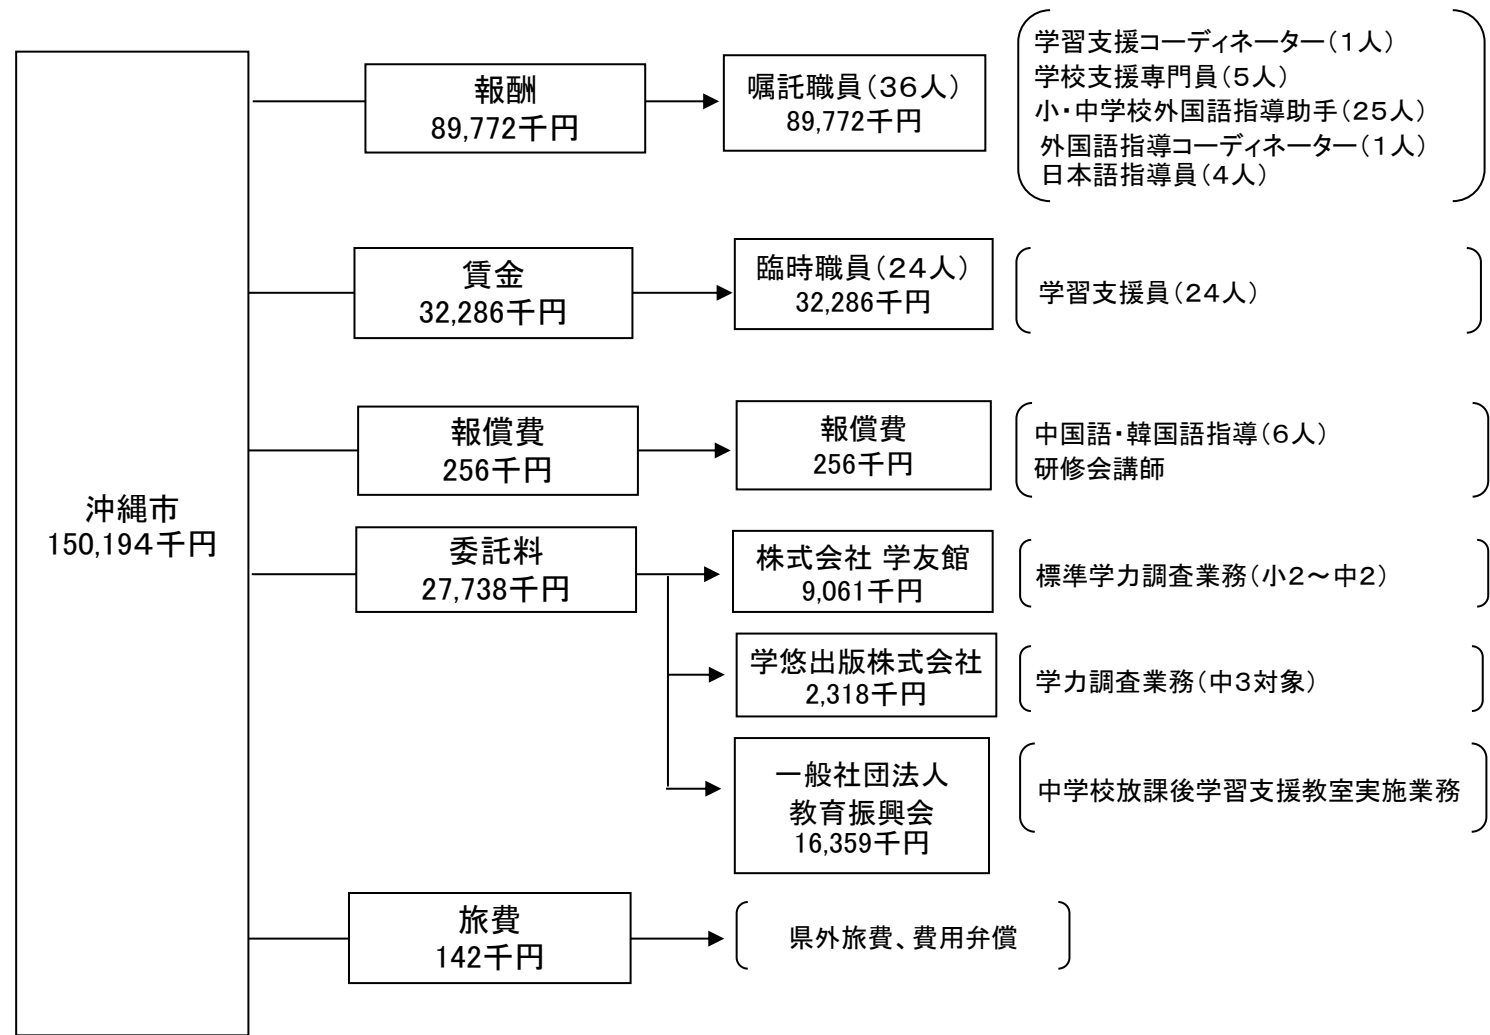 沖縄市
150,194千円
報酬
89,772千円
嘱託職員(36人)
89,772千円
学習支援コーディネーター(1人)
学校支援専門員(5人)
小・中学校外国語指導助手(25人)
外国語指導コーディネーター(1人)
日本語指導員(4人)
賃金
32,286千円
臨時職員(24人)
32,286千円
学習支援員(24人)
報償費
256千円
報償費
256千円
中国語・韓国語指導(6人)
研修会講師
委託料
27,738千円
株式会社 学友館
9,061千円
標準学力調査業務(小2~中2)
学悠出版株式会社
2,318千円
学力調査業務(中3対象)
一般社団法人
教育振興会
16,359千円
中学校放課後学習支援教室実施業務
旅費
142千円
県外旅費、費用弁償